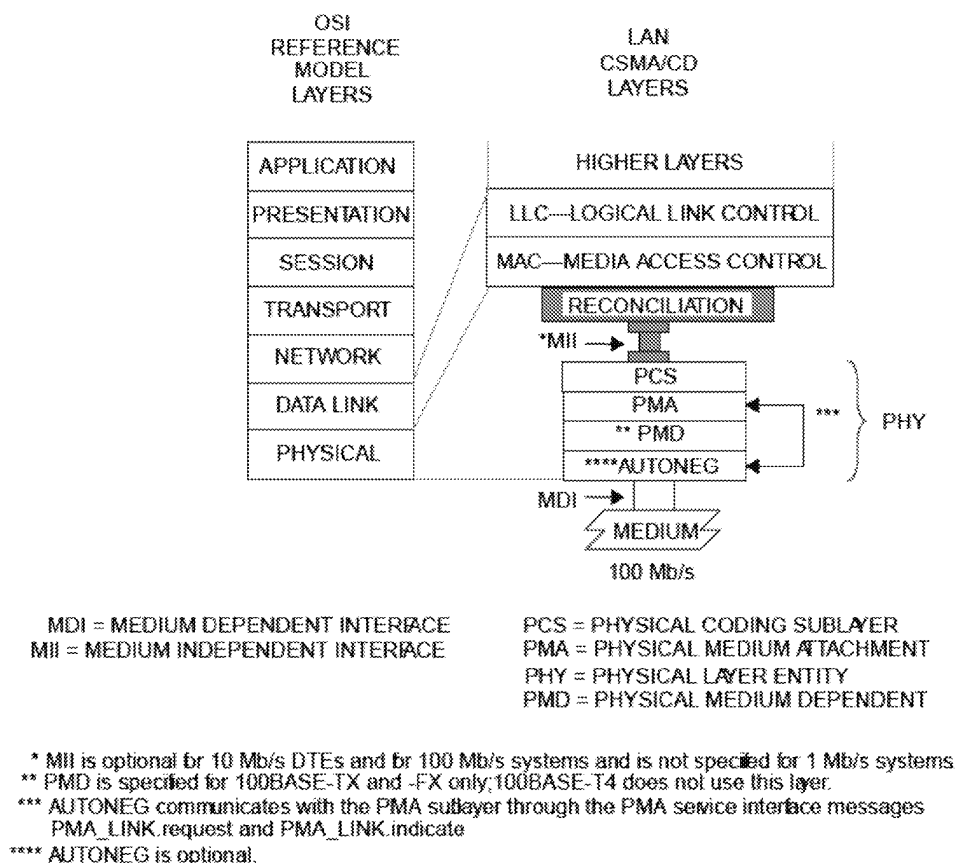 OSI
REFERENCE
MODEL
LAYERS
LAN
CSMA/CD
LAYERS
APPLICATION
PRESENTATION
SESSION
TRANSPORT
NETWORK
DATA LINK
PHYSICAL
HIGHER LAYERS
LLC—LOGICAL LINK CONTROL
MAC—MEDIA ACCESS CONTROL
RECONCILIATION
*MII
PCS
PMA
** PMD
****AUTONEG
***
PHY
MDI
MEDIUM
100 Mb/s
MDI = MEDIUM DEPENDENT INTERFACE
MII = MEDIUM INDEPENDENT INTERFACE
PCS = PHYSICAL CODING SUBLAYER
PMA = PHYSICAL MEDIUM ATTACHMENT
PHY = PHYSICAL LAYER ENTITY
PMD = PHYSICAL MEDIUM DEPENDENT
* MII is optional for 10 Mb/s DTEs and for 100 Mb/s systems and is not specified for 1 Mb/s systems.
** PMD is specified for 100BASE-TX and -FX only;100BASE-T4 does not use this layer.
*** AUTONEG communicates with the PMA sublayer through the PMA service interface messages
PMA_LINK.request and PMA_LINK.indicate
**** AUTONEG is optional.